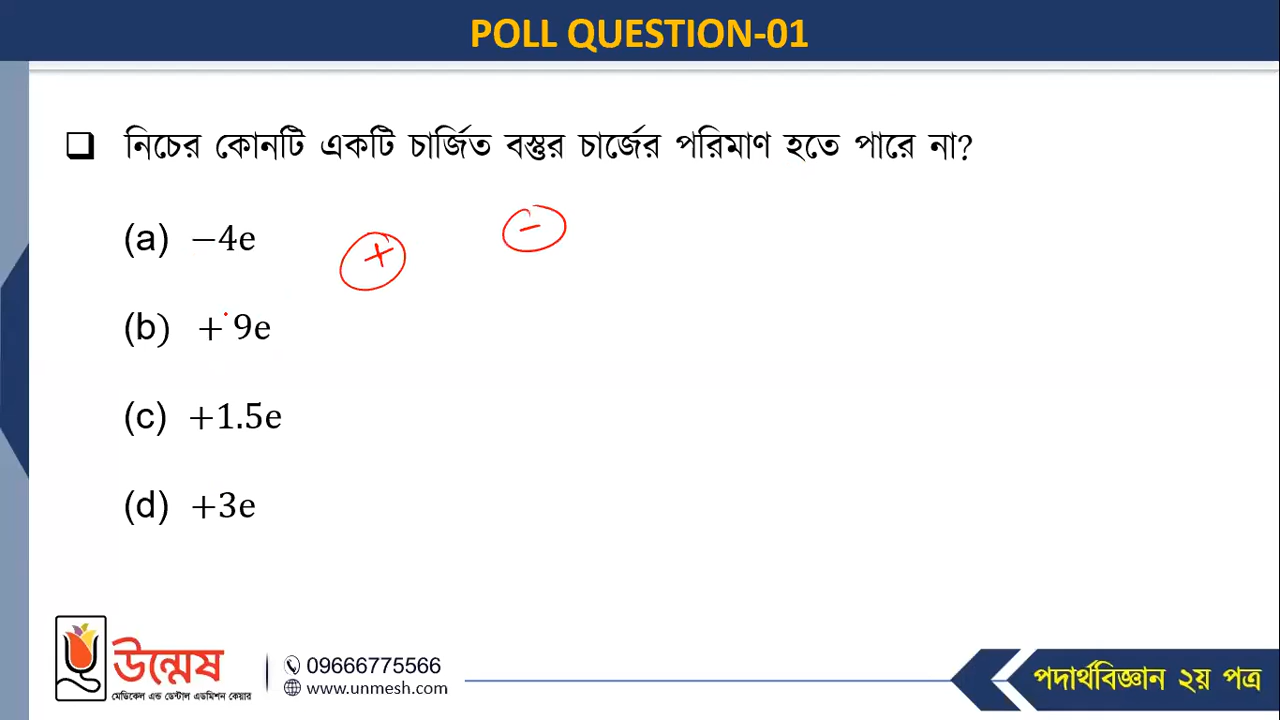 POLL QUESTION-01
নিচের কোনটি একটি চার্জিত বস্তুর চার্জের পরিমাণ হতে পারে না?
(a) −4e
+
−
(b) + 9e
(c) +1.5e
(d) +3e
উন্মেষ
মেডিকেল এন্ড ডেন্টাল এডমিশন কেয়ার
09666775566
www.unmesh.com
পদার্থবিজ্ঞান ২য় পত্র